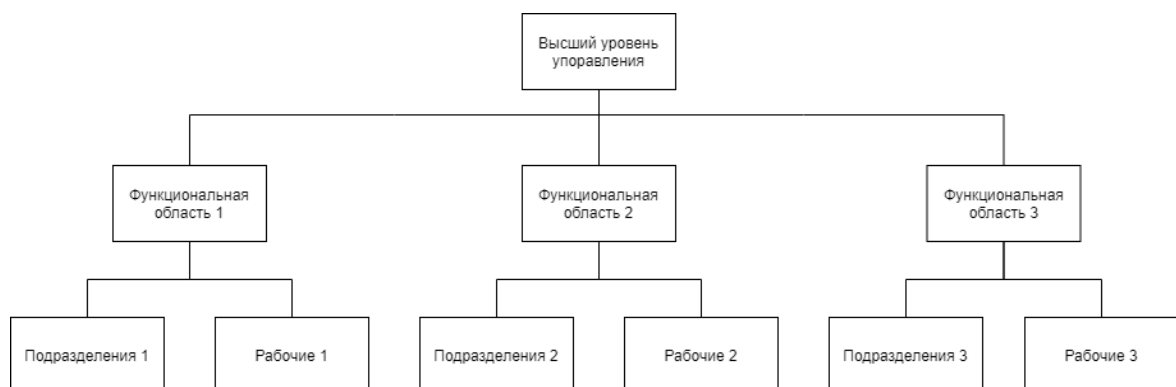 Высший уровень
упоравления
Функциональная
область 1
Функциональная
область 2
Функциональная
область 3
Подразделения 1
Рабочие 1
Подразделения 2
Рабочие 2
Подразделения 3
Рабочие 3